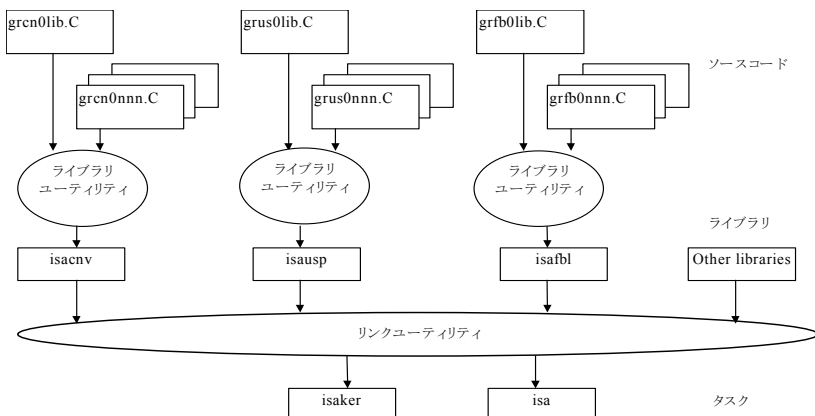 grcn0lib.C
grus0lib.C
grfb0lib.C
ソースコード
grcn0nnn.C
grus0nnn.C
grfb0nnn.C
ライブラリ
ユーティリティ
ライブラリ
ユーティリティ
ライブラリ
ユーティリティ
ライブラリ
isacnv
isausp
isafbl
Other libraries
リンクユーティリティ
isaker
isa
タスク